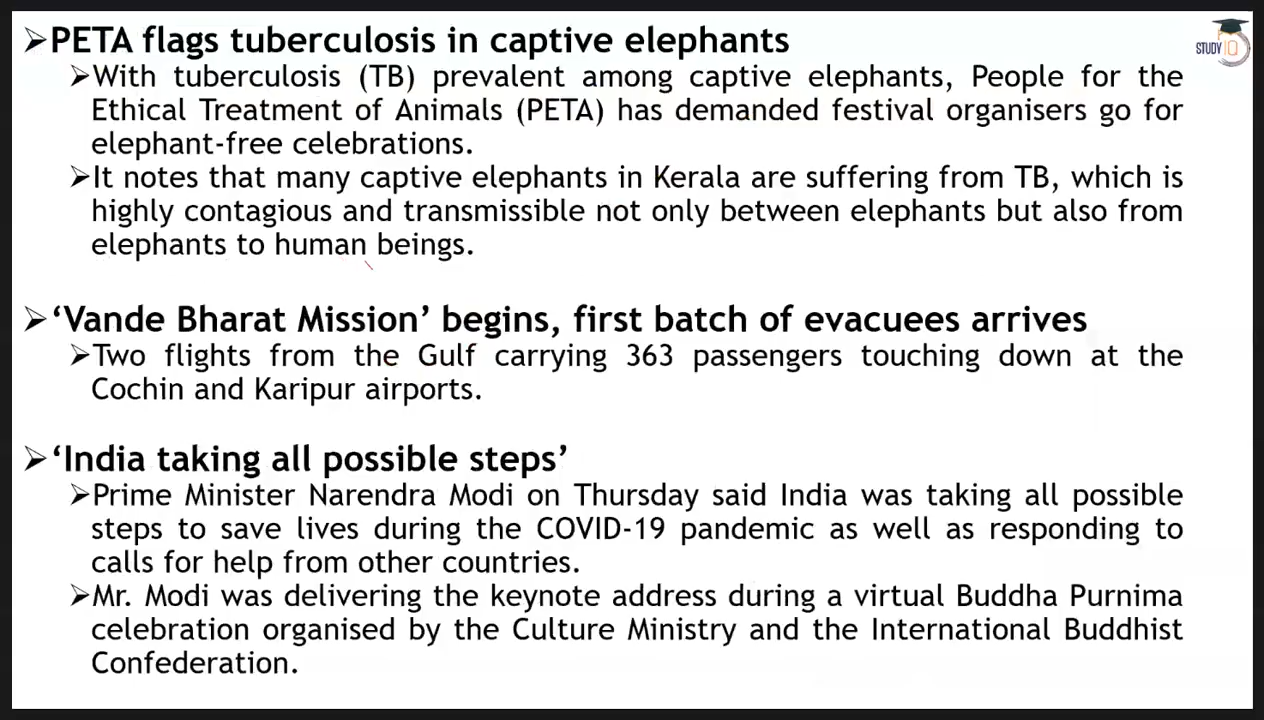 ➢PETA flags tuberculosis in captive elephants
STUDY IQ
➢With tuberculosis (TB) prevalent among captive elephants, People for the
Ethical Treatment of Animals (PETA) has demanded festival organisers go for
elephant-free celebrations.
➢It notes that many captive elephants in Kerala are suffering from TB, which is
highly contagious and transmissible not only between elephants but also from
elephants to human beings.
➢‘Vande Bharat Mission’ begins, first batch of evacuees arrives
➢Two flights from the Gulf carrying 363 passengers touching down at the
Cochin and Karipur airports.
➢‘India taking all possible steps’
➢Prime Minister Narendra Modi on Thursday said India was taking all possible
steps to save lives during the COVID-19 pandemic as well as responding to
calls for help from other countries.
➢Mr. Modi was delivering the keynote address during a virtual Buddha Purnima
celebration organised by the Culture Ministry and the International Buddhist
Confederation.